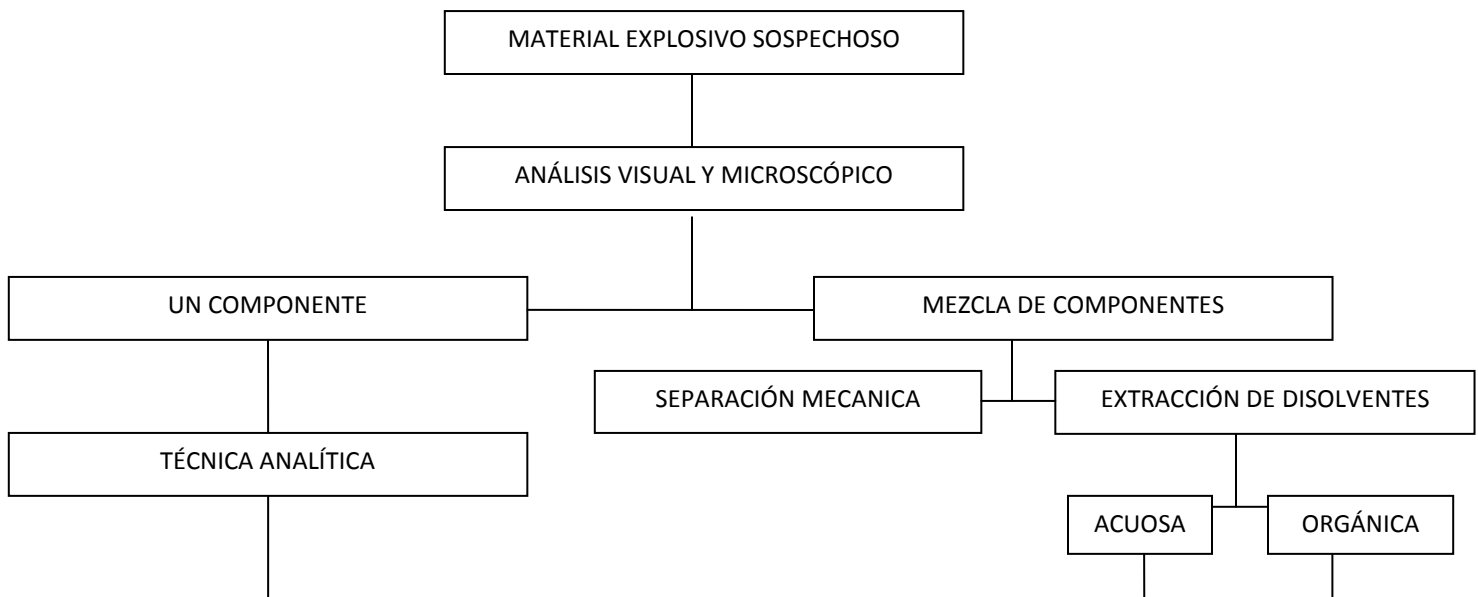 MATERIAL EXPLOSIVO SOSPECHOSO
ANÁLISIS VISUAL Y MICROSCÓPICO
UN COMPONENTE
MEZCLA DE COMPONENTES
SEPARACIÓN MECANICA
EXTRACCIÓN DE DISOLVENTES
TÉCNICA ANALÍTICA
ACUOSA
ORGÁNICA